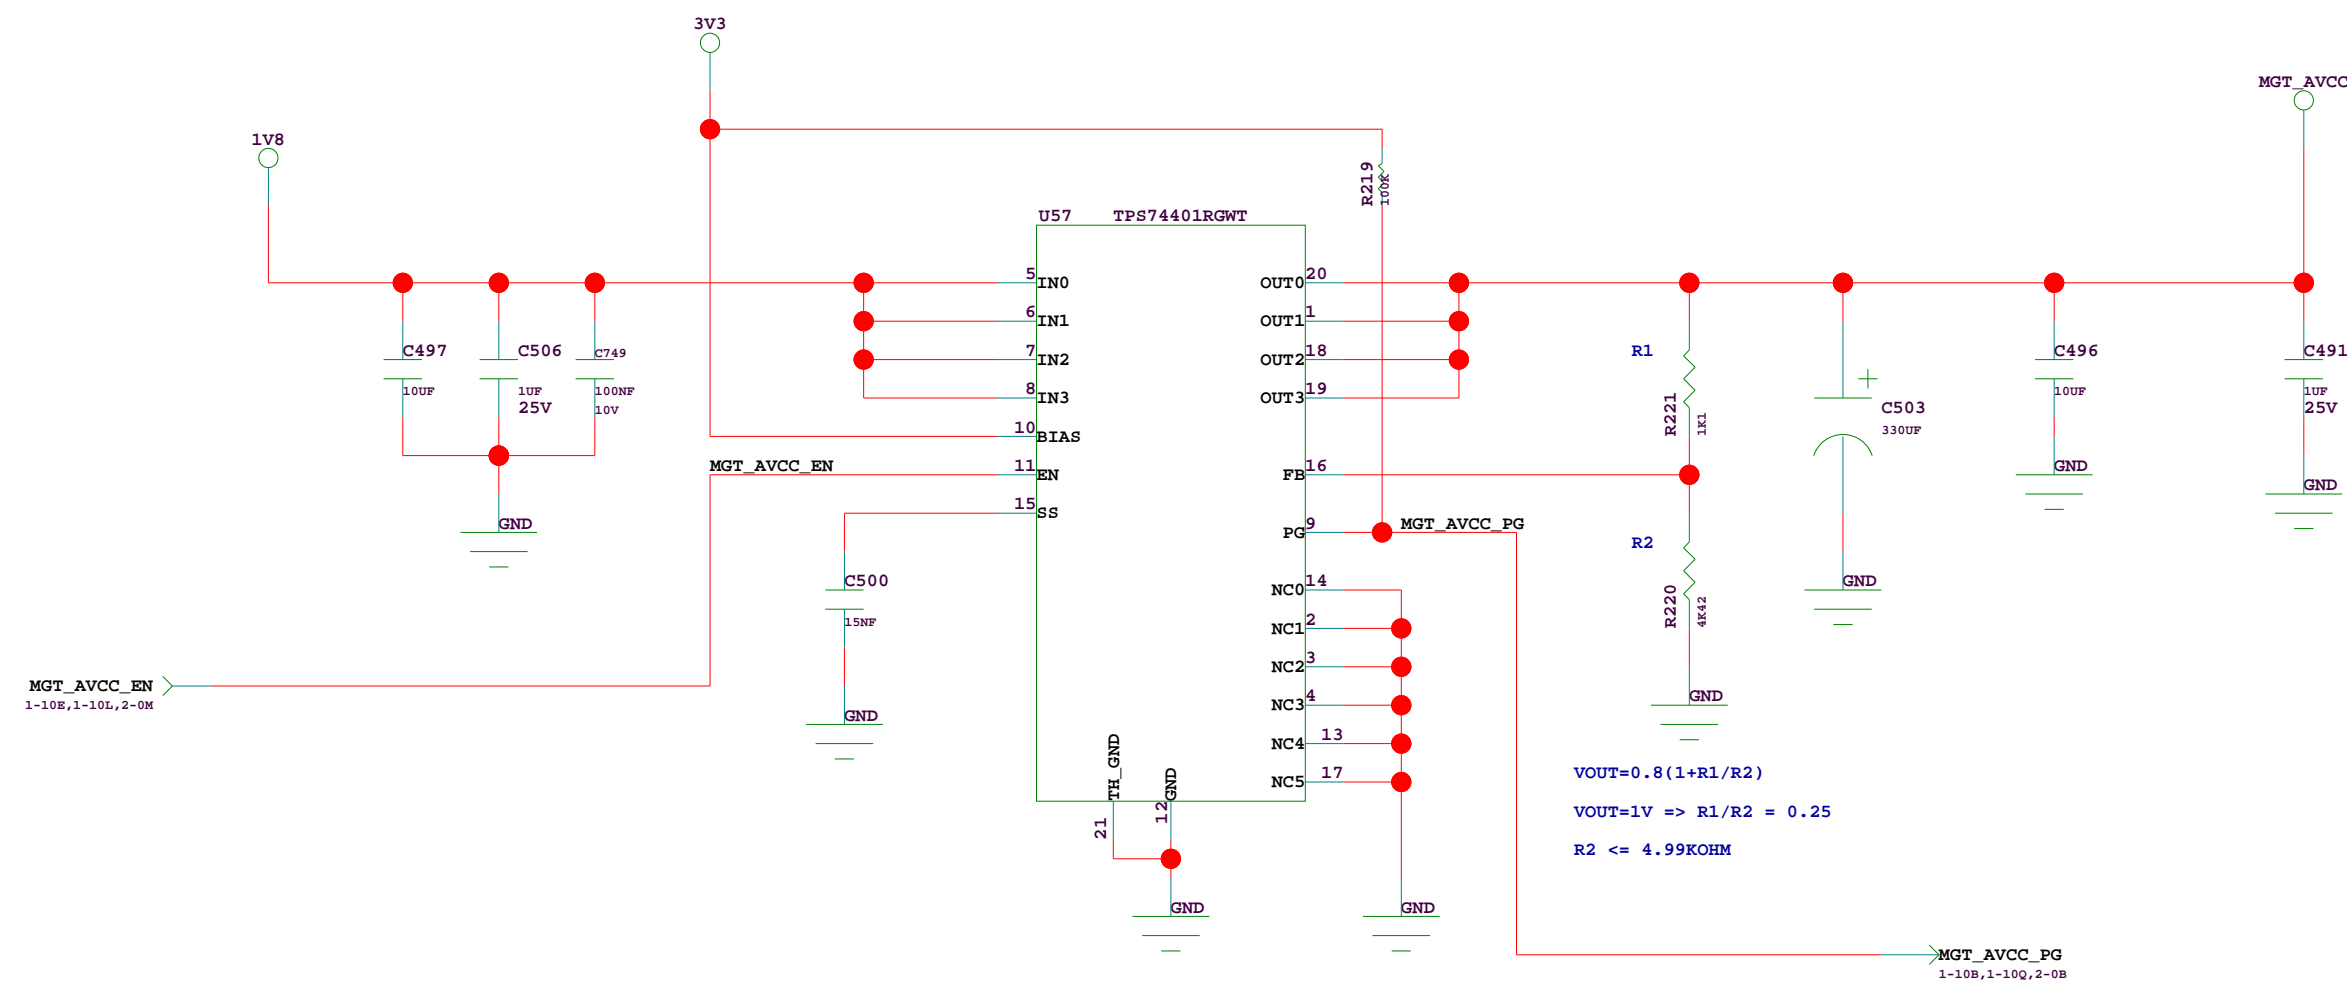 3V3
MGT_AVCC
1V8
R219
100K
U57 TPS74401RGWT
5 IN0
6 IN1
7 IN2
8 IN3
10 BIAS
11 EN
15 SS
OUT0 20
OUT1 1
OUT2 18
OUT3 19
FB 16
PG 9
NC0 14
NC1 2
NC2 3
NC3 4
NC4 13
NC5 17
TH_GND
21
GND
12
C497
10UF
C506
1UF
25V
C749
100NF
10V
GND
MGT_AVCC_EN
C500
15NF
GND
MGT_AVCC_EN
1-10E,1-10L,2-0M
R1
R221
1K1
R2
R220
4K42
GND
C503
330UF
GND
C496
10UF
GND
C491
1UF
25V
GND
MGT_AVCC_PG
GND
GND
VOUT=0.8(1+R1/R2)
VOUT=1V => R1/R2 = 0.25
R2 <= 4.99KOHM
MGT_AVCC_PG
1-10B,1-10Q,2-0B